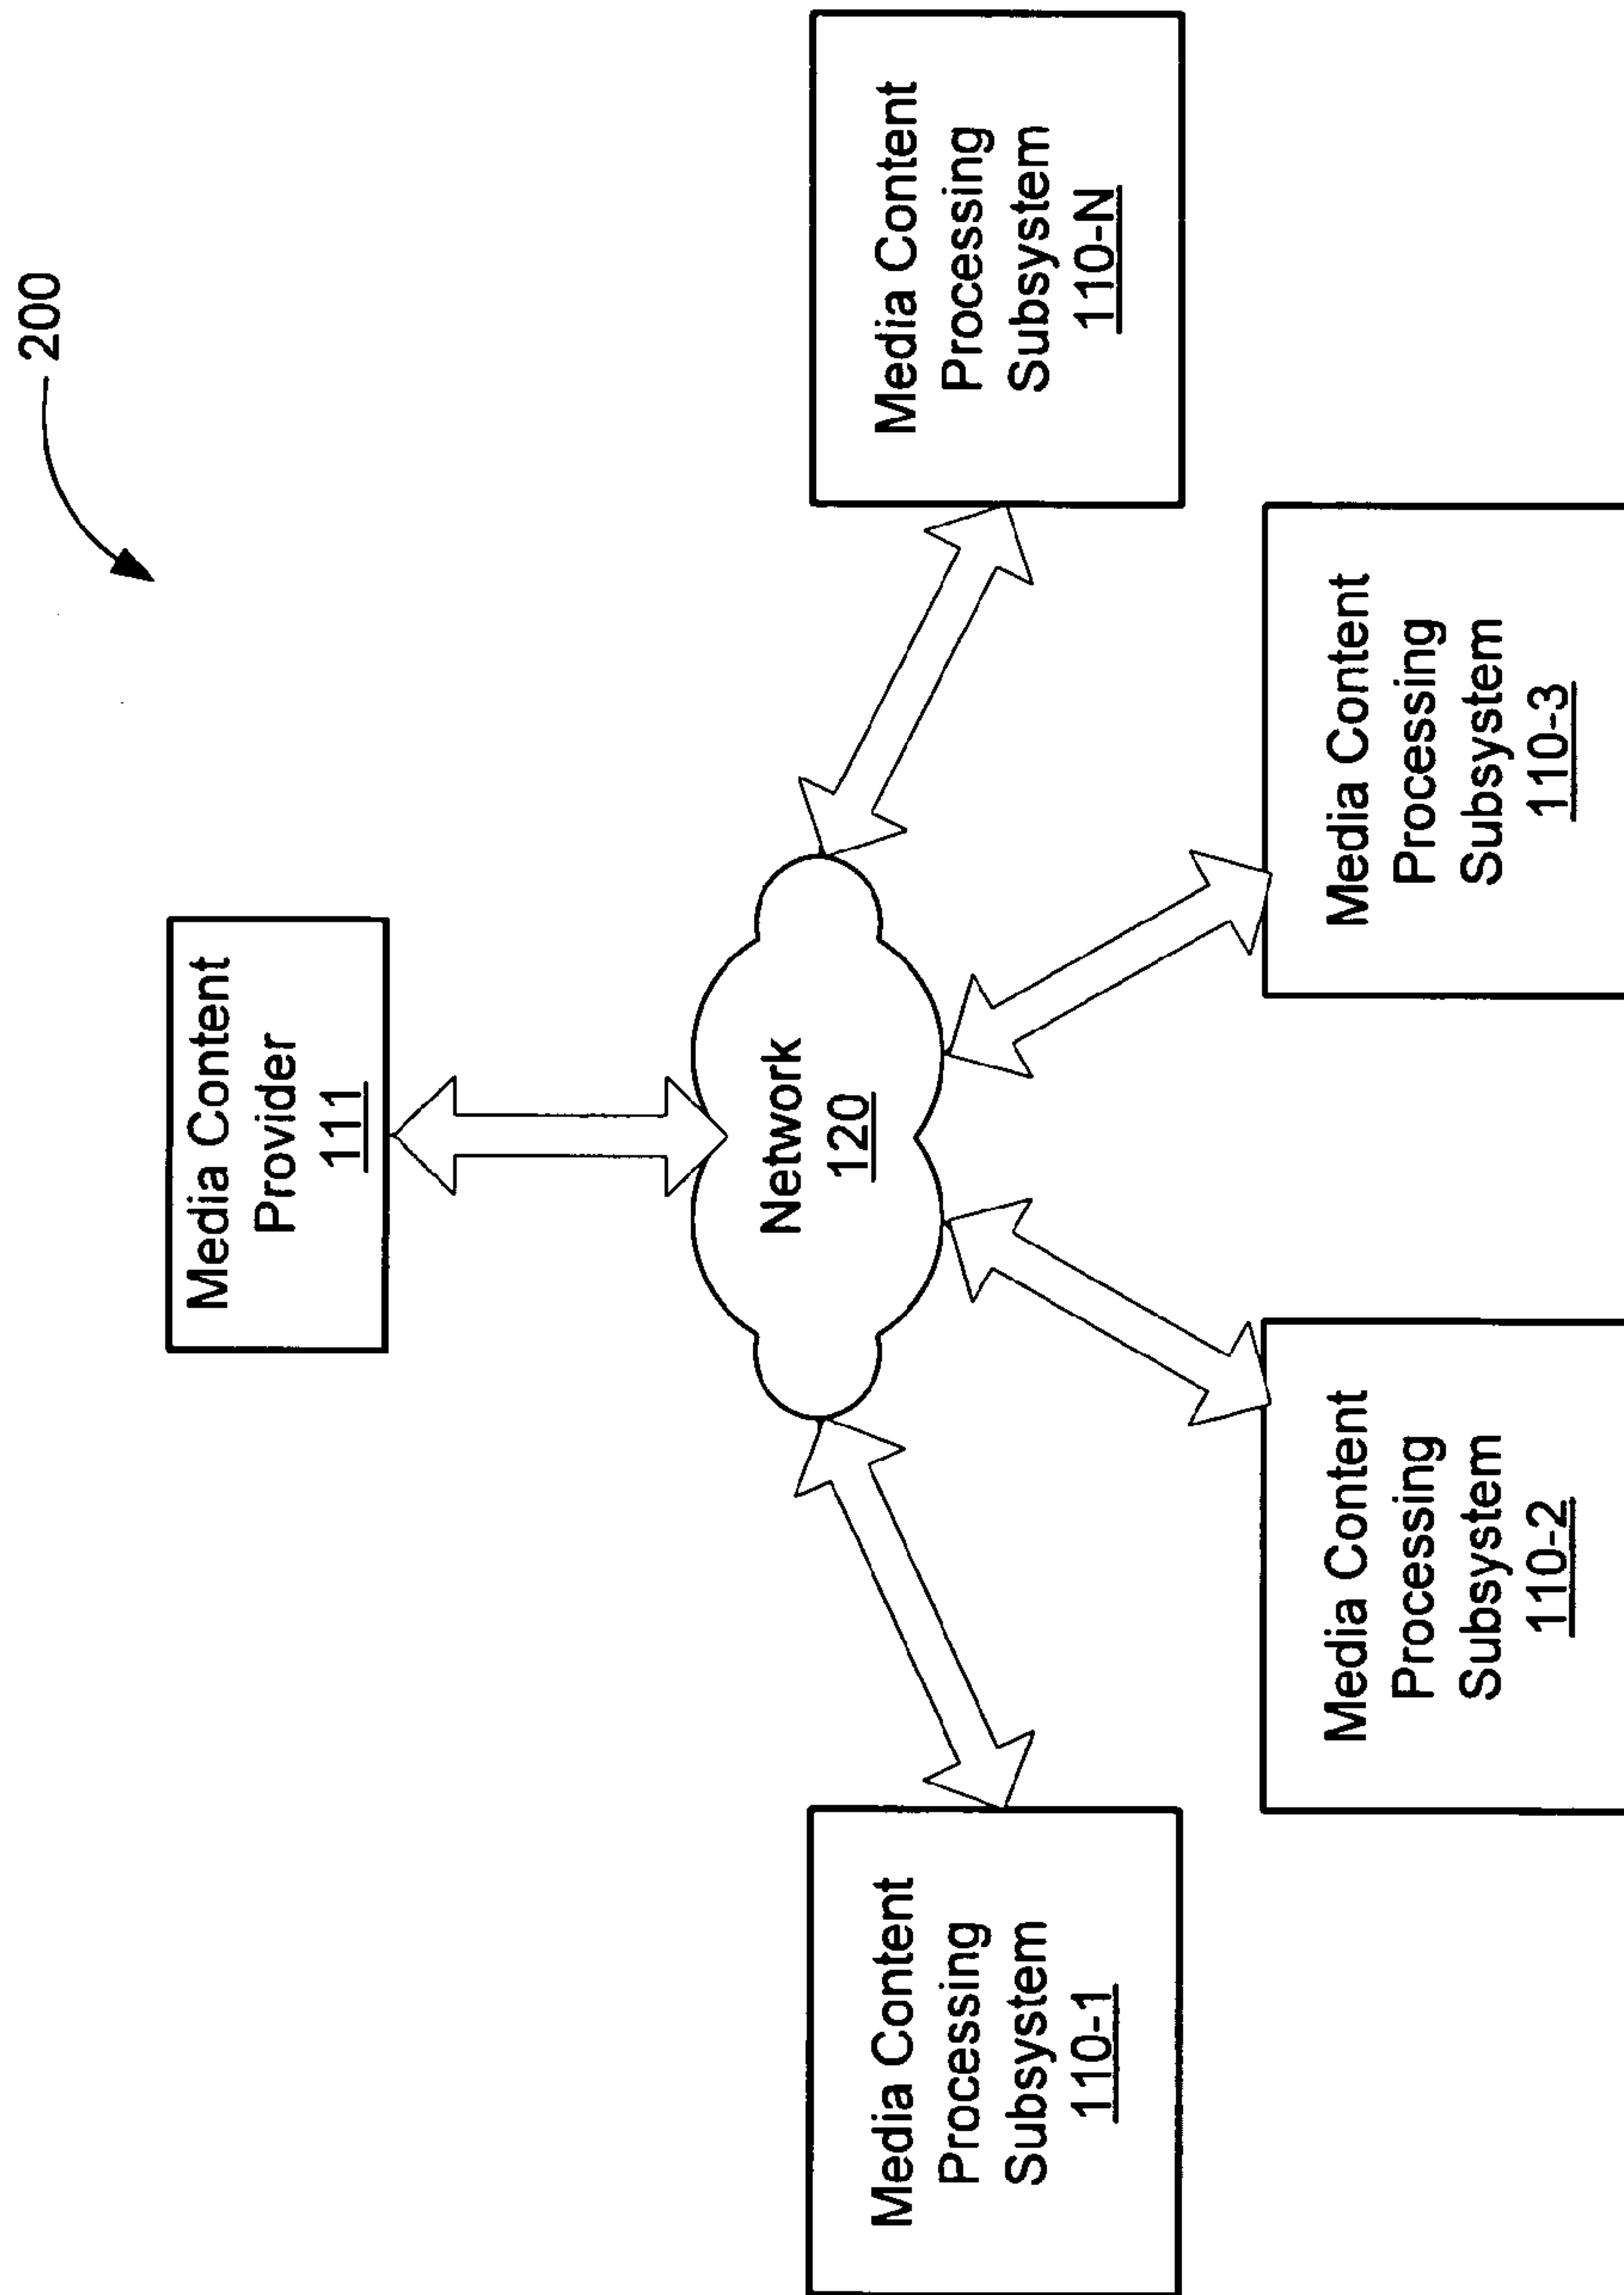 200
Media Content
Provider
111
Network
120
Media Content
Processing
Subsystem
110-1
Media Content
Processing
Subsystem
110-2
Media Content
Processing
Subsystem
110-3
Media Content
Processing
Subsystem
110-N